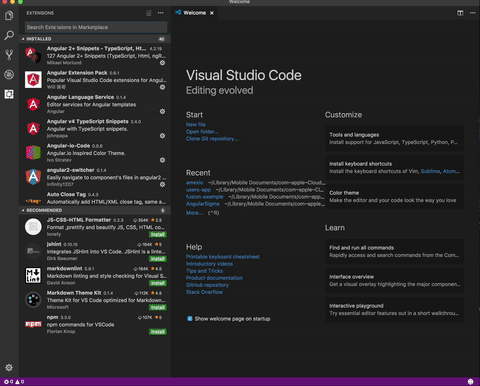 Welcome
EXTENSIONS
Search Extensions in Marketplace
INSTALLED
Angular 2+ Snippets - TypeScript, Ht... 4.2.19
127 Angular 2+ Snippets (TypeScript, Html, ngR...
Mikael Morlund
Angular Extension Pack 0.6.1
Popular Visual Studio Code extensions for Angul...
Will 保哥
Angular Language Service 0.1.4
Editor services for Angular templates
Angular
Angular v4 TypeScript Snippets 2.4.0
Angular with TypeScript snippets.
johnpapa
Angular-io-Code 0.0.6
Angular.io inspired Color Theme.
Ivo Stratev
angular2-switcher 0.1.4
Easily navigate to component's files in angular2 ...
infinity1207
Auto Close Tag 0.4.3
Automatically add HTML/XML close tag, same a...
RECOMMENDED
JS-CSS-HTML Formatter 0.2.3 354K 3.5
Format ,prettify and beautify JS, CSS, HTML co...
lonefy
Install
jshint 0.10.15 184K 5
Integrates JSHint into VS Code. JSHint is a linte...
Dirk Baeumer
Install
markdownlint 0.8.1 164K 4.5
Markdown linting and style checking for Visual S...
David Anson
Install
Markdown Theme Kit 0.1.4 112K 4.5
Theme Kit for VS Code optimized for Markdown...
Microsoft
Install
npm 3.3.0 107K 5
npm commands for VSCode
Florian Knop
Install
Welcome
Visual Studio Code
Editing evolved
Start
New file
Open folder...
Clone Git repository...
Recent
amexio ~/Library/Mobile Documents/com~apple~Cloud...
users-app ~/Library/Mobile Documents/com~apple~C...
fusion-example ~/Library/Mobile Documents/com~a...
AngularSigma ~/Library/Mobile Documents/com~ap...
More... (^R)
Help
Printable keyboard cheatsheet
Introductory videos
Tips and Tricks
Product documentation
GitHub repository
Stack Overflow
Show welcome page on startup
Customize
Tools and languages
Install support for JavaScript, TypeScript, Python, P...
Install keyboard shortcuts
Install the keyboard shortcuts of Vim, Sublime, Atom...
Color theme
Make the editor and your code look the way you love
Learn
Find and run all commands
Rapidly access and search commands from the Com...
Interface overview
Get a visual overlay highlighting the major componen...
Interactive playground
Try essential editor features out in a short walkthrou...
0 0